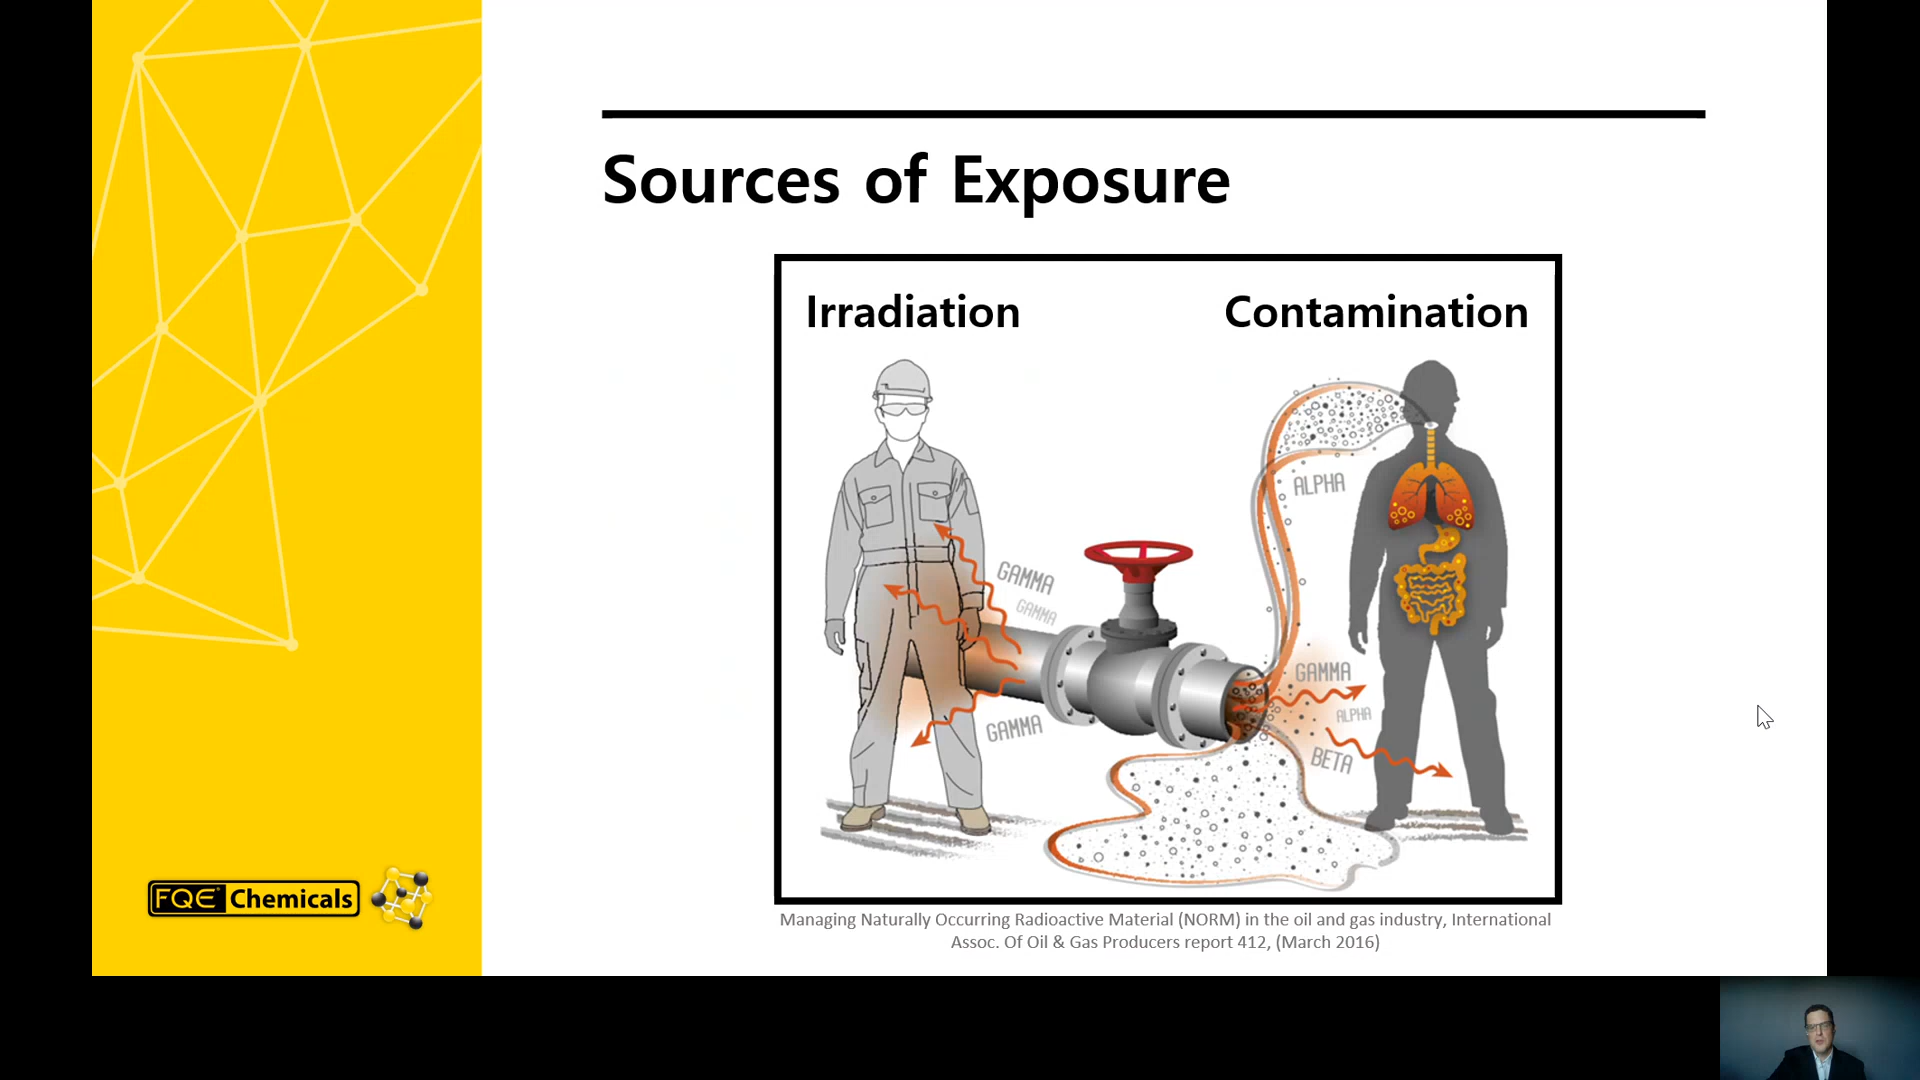 Sources of Exposure
Irradiation
Contamination
ALPHA
GAMMA
GAMMA
GAMMA
GAMMA
ALPHA
BETA
FQE Chemicals
Managing Naturally Occurring Radioactive Material (NORM) in the oil and gas industry, International
Assoc. Of Oil & Gas Producers report 412, (March 2016)